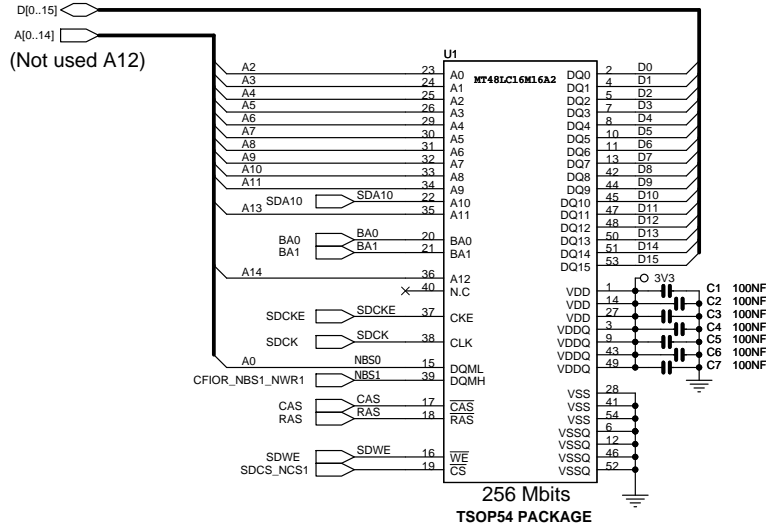 D[0..15]
A[0..14]
(Not used A12)
U1
MT48LC16M16A2
A2 23 A0 DQ0 2 D0
A3 24 A1 DQ1 4 D1
A4 25 A2 DQ2 5 D2
A5 26 A3 DQ3 7 D3
A6 29 A4 DQ4 8 D4
A7 30 A5 DQ5 10 D5
A8 31 A6 DQ6 11 D6
A9 32 A7 DQ7 13 D7
A10 33 A8 DQ8 42 D8
A11 34 A9 DQ9 44 D9
SDA10 SDA10 22 A10 DQ10 45 D10
A13 35 A11 DQ11 47 D11
DQ12 48 D12
BA0 BA0 20 BA0 DQ13 50 D13
BA1 BA1 21 BA1 DQ14 51 D14
DQ15 53 D15
A14 36 A12
3V3
40 N.C VDD 1 C1 100NF
VDD 14 C2 100NF
SDCKE SDCKE 37 CKE VDD 27 C3 100NF
VDDQ 3 C4 100NF
SDCK SDCK 38 CLK VDDQ 9 C5 100NF
VDDQ 43 C6 100NF
A0 NBS0 15 DQML VDDQ 49 C7 100NF
CFIOR_NBS1_NWR1 NBS1 39 DQMH
VSS 28
CAS CAS 17 CAS VSS 41
RAS RAS 18 RAS VSS 54
VSSQ 6
VSSQ 12
SDWE SDWE 16 WE VSSQ 46
SDCS_NCS1 19 CS VSSQ 52
256 Mbits
TSOP54 PACKAGE